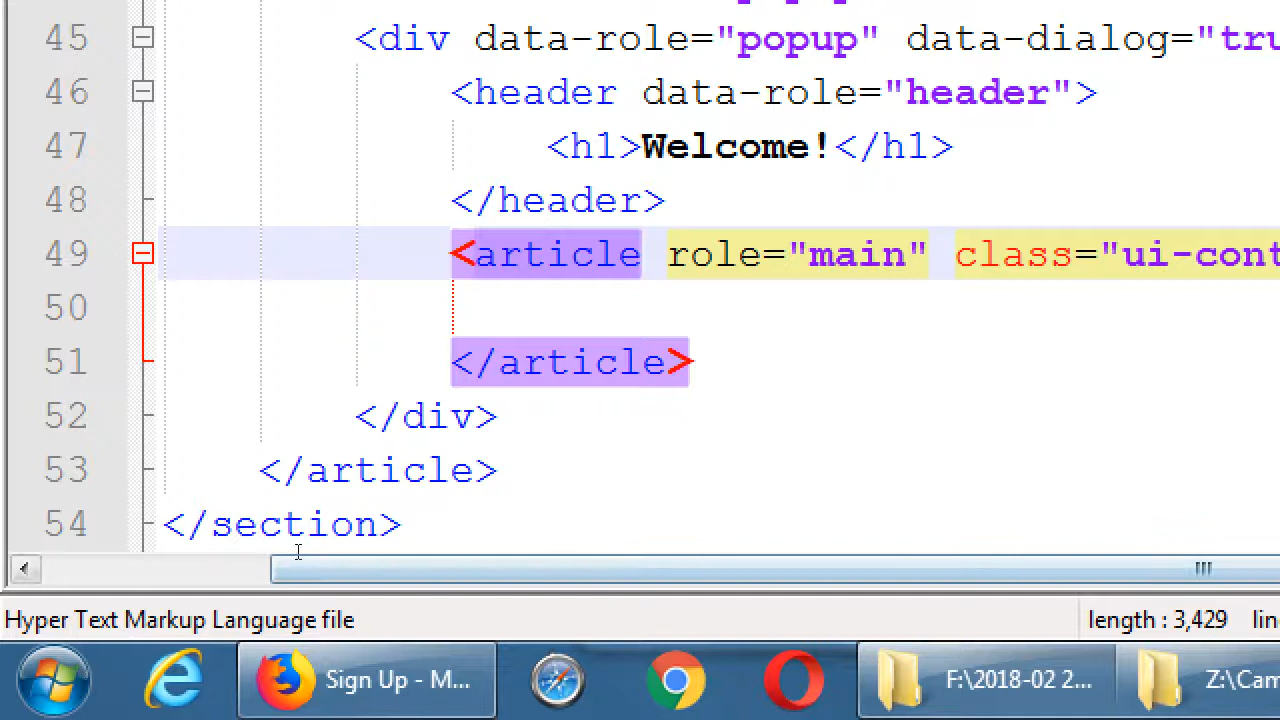 45 <div data-role="popup" data-dialog="tru
46 <header data-role="header">
47 <h1>Welcome!</h1>
48 </header>
49 <article role="main" class="ui-cont
50
51 </article>
52 </div>
53 </article>
54 </section>
Hyper Text Markup Language file length : 3,429 lin
Sign Up - M... F:\2018-02 2... Z:\Cam